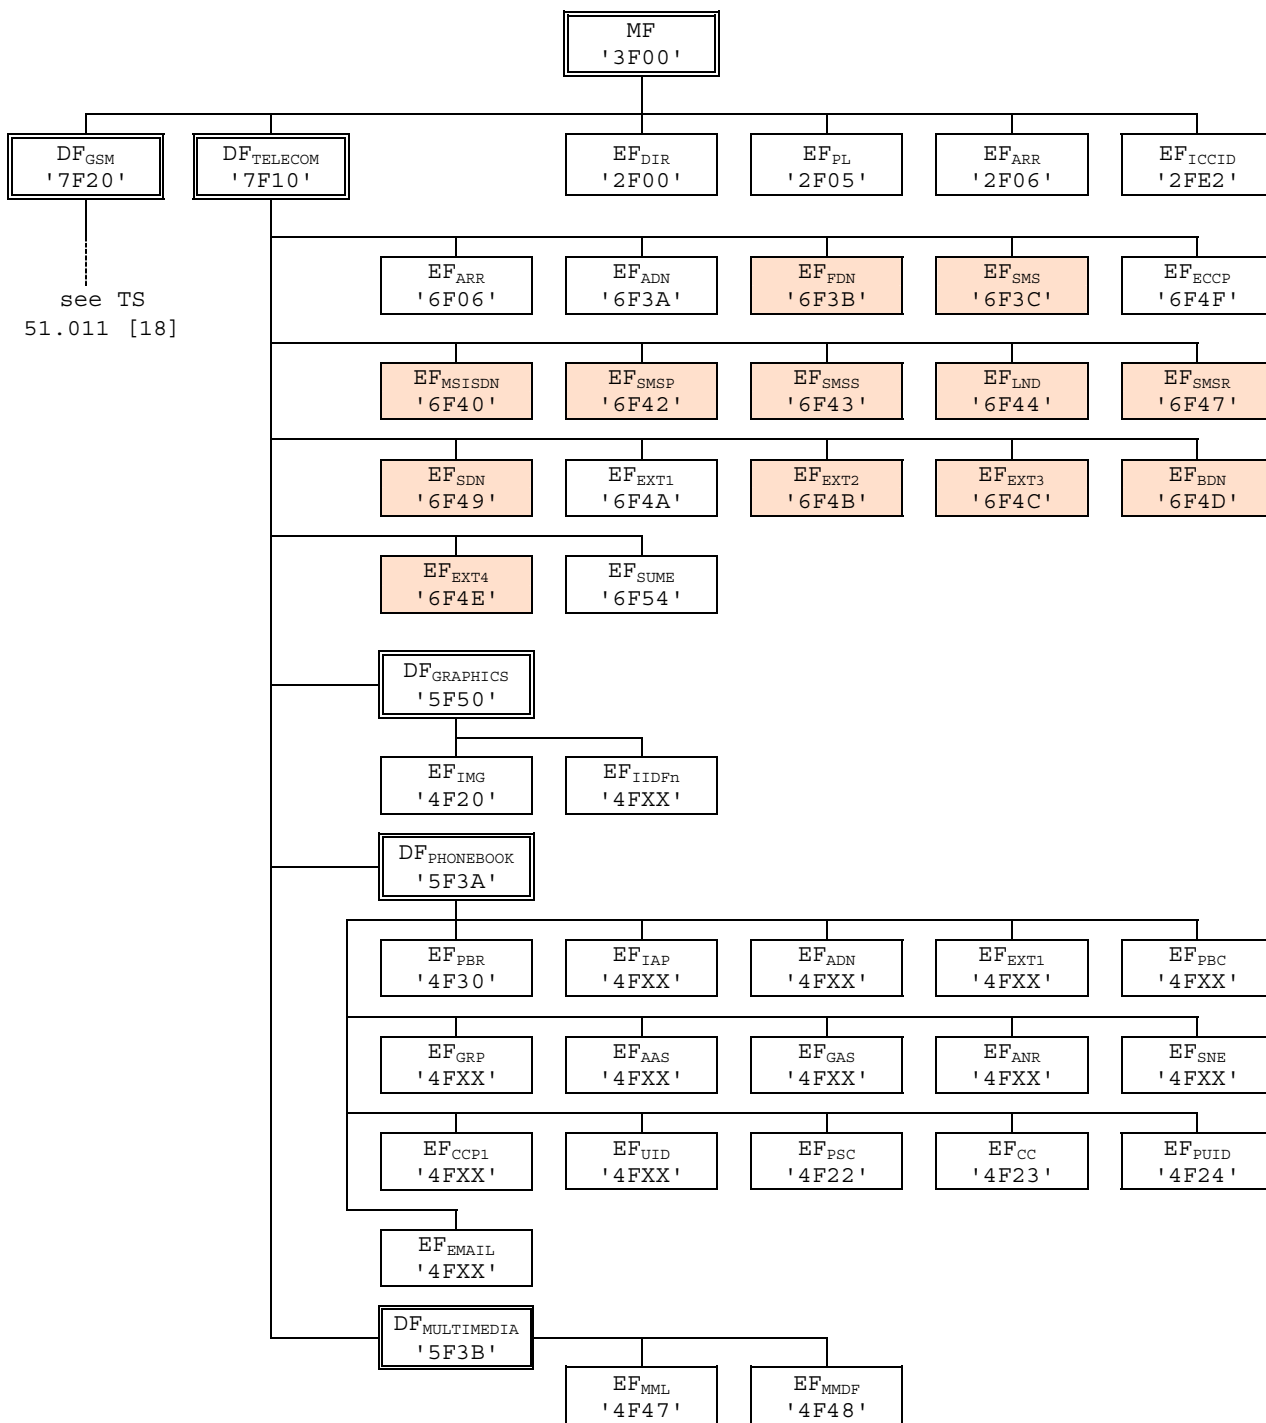 MF
'3F00'
DFGSM
'7F20'
DFTELECOM
'7F10'
EFDIR
'2F00'
EFPL
'2F05'
EFARR
'2F06'
EFICCID
'2FE2'
see TS
51.011 [18]
EFARR
'6F06'
EFADN
'6F3A'
EFFDN
'6F3B'
EFSMS
'6F3C'
EFECCP
'6F4F'
EFMSISDN
'6F40'
EFSMSP
'6F42'
EFSMSS
'6F43'
EFLND
'6F44'
EFSMSR
'6F47'
EFSDN
'6F49'
EFEXT1
'6F4A'
EFEXT2
'6F4B'
EFEXT3
'6F4C'
EFBDN
'6F4D'
EFEXT4
'6F4E'
EFSUME
'6F54'
DFGRAPHICS
'5F50'
EFIMG
'4F20'
EFIIDFn
'4FXX'
DFPHONEBOOK
'5F3A'
EFPBR
'4F30'
EFIAP
'4FXX'
EFADN
'4FXX'
EFEXT1
'4FXX'
EFPBC
'4FXX'
EFGRP
'4FXX'
EFAAS
'4FXX'
EFGAS
'4FXX'
EFANR
'4FXX'
EFSNE
'4FXX'
EFCCP1
'4FXX'
EFUID
'4FXX'
EFPSC
'4F22'
EFCC
'4F23'
EFPUID
'4F24'
EFEMAIL
'4FXX'
DFMULTIMEDIA
'5F3B'
EFMML
'4F47'
EFMMDF
'4F48'